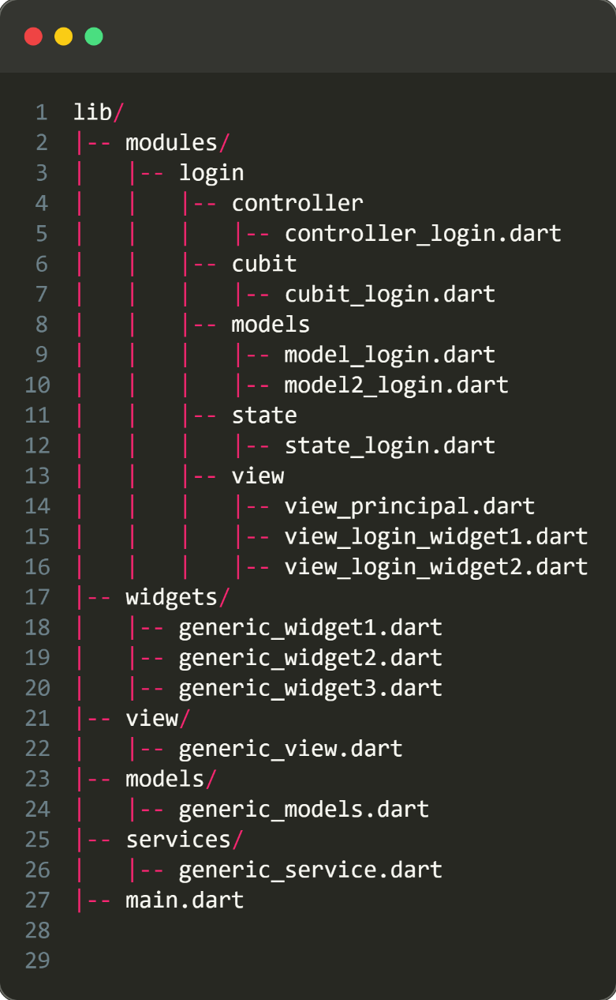 1 lib/
2 |-- modules/
3 |   |-- login
4 |   |   |-- controller
5 |   |   |   |-- controller_login.dart
6 |   |   |-- cubit
7 |   |   |   |-- cubit_login.dart
8 |   |   |-- models
9 |   |   |   |-- model_login.dart
10 |   |   |   |-- model2_login.dart
11 |   |   |-- state
12 |   |   |   |-- state_login.dart
13 |   |   |-- view
14 |   |   |   |-- view_principal.dart
15 |   |   |   |-- view_login_widget1.dart
16 |   |   |   |-- view_login_widget2.dart
17 |-- widgets/
18 |   |-- generic_widget1.dart
19 |   |-- generic_widget2.dart
20 |   |-- generic_widget3.dart
21 |-- view/
22 |   |-- generic_view.dart
23 |-- models/
24 |   |-- generic_models.dart
25 |-- services/
26 |   |-- generic_service.dart
27 |-- main.dart
28
29